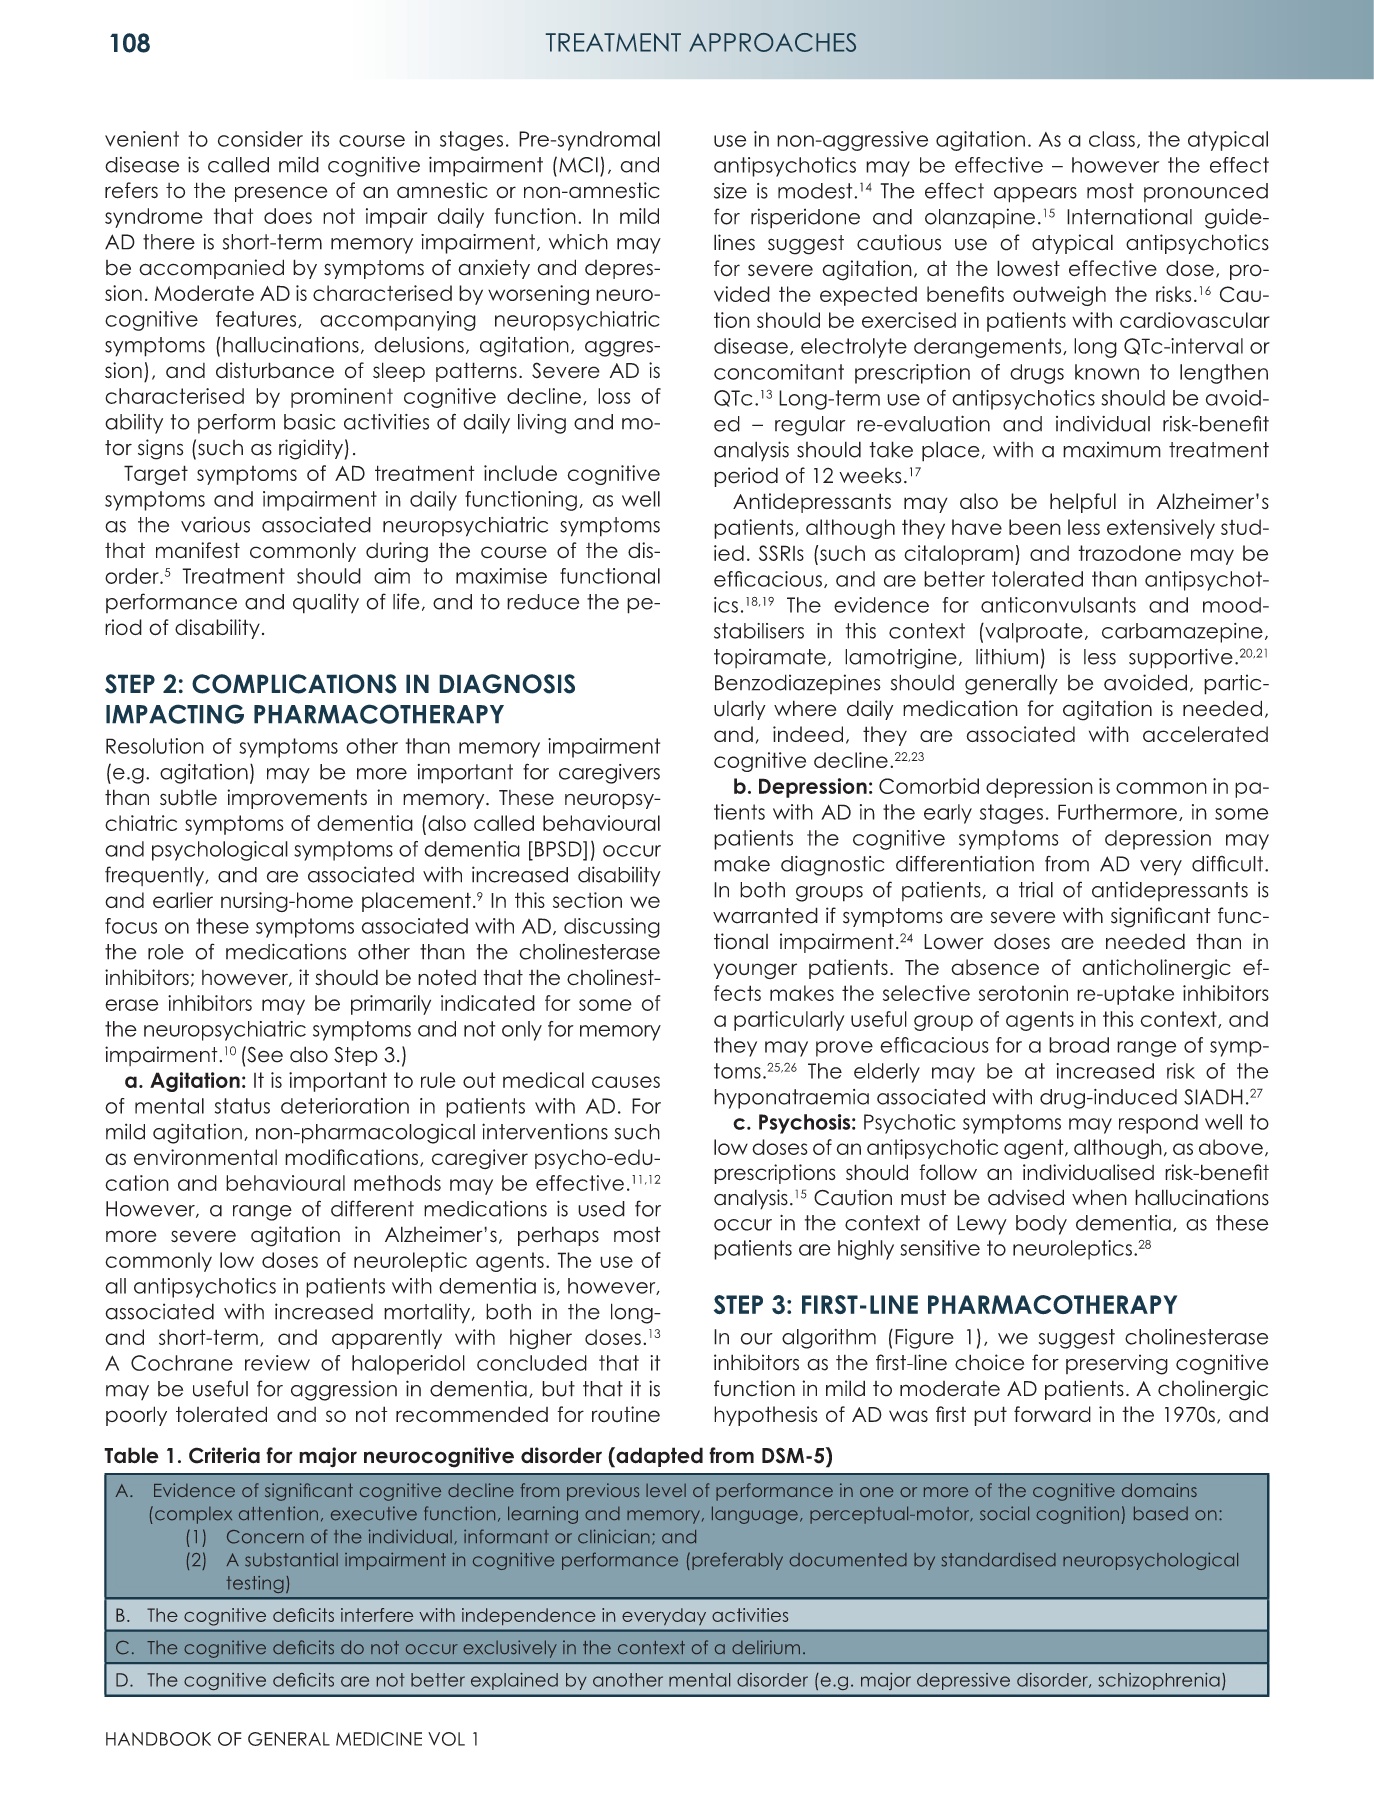 108
TREATMENT APPROACHES
venient to consider its course in stages. Pre-syndromal
disease is called mild cognitive impairment (MCI), and
refers to the presence of an amnestic or non-amnestic
syndrome that does not impair daily function. In mild
AD there is short-term memory impairment, which may
be accompanied by symptoms of anxiety and depres-
sion. Moderate AD is characterised by worsening neuro-
cognitive features, accompanying neuropsychiatric
symptoms (hallucinations, delusions, agitation, aggres-
sion), and disturbance of sleep patterns. Severe AD is
characterised by prominent cognitive decline, loss of
ability to perform basic activities of daily living and mo-
tor signs (such as rigidity).
Target symptoms of AD treatment include cognitive
symptoms and impairment in daily functioning, as well
as the various associated neuropsychiatric symptoms
that manifest commonly during the course of the dis-
order.5 Treatment should aim to maximise functional
performance and quality of life, and to reduce the pe-
riod of disability.
STEP 2: COMPLICATIONS IN DIAGNOSIS
IMPACTING PHARMACOTHERAPY
Resolution of symptoms other than memory impairment
(e.g. agitation) may be more important for caregivers
than subtle improvements in memory. These neuropsy-
chiatric symptoms of dementia (also called behavioural
and psychological symptoms of dementia [BPSD]) occur
frequently, and are associated with increased disability
and earlier nursing-home placement.9 In this section we
focus on these symptoms associated with AD, discussing
the role of medications other than the cholinesterase
inhibitors; however, it should be noted that the cholinest-
erase inhibitors may be primarily indicated for some of
the neuropsychiatric symptoms and not only for memory
impairment.10 (See also Step 3.)
a. Agitation: It is important to rule out medical causes
of mental status deterioration in patients with AD. For
mild agitation, non-pharmacological interventions such
as environmental modifications, caregiver psycho-edu-
cation and behavioural methods may be effective.11,12
However, a range of different medications is used for
more severe agitation in Alzheimer's, perhaps most
commonly low doses of neuroleptic agents. The use of
all antipsychotics in patients with dementia is, however,
associated with increased mortality, both in the long-
and short-term, and apparently with higher doses.13
A Cochrane review of haloperidol concluded that it
may be useful for aggression in dementia, but that it is
poorly tolerated and so not recommended for routine
use in non-aggressive agitation. As a class, the atypical
antipsychotics may be effective – however the effect
size is modest.14 The effect appears most pronounced
for risperidone and olanzapine.15 International guide-
lines suggest cautious use of atypical antipsychotics
for severe agitation, at the lowest effective dose, pro-
vided the expected benefits outweigh the risks.16 Cau-
tion should be exercised in patients with cardiovascular
disease, electrolyte derangements, long QTc-interval or
concomitant prescription of drugs known to lengthen
QTc.13 Long-term use of antipsychotics should be avoid-
ed – regular re-evaluation and individual risk-benefit
analysis should take place, with a maximum treatment
period of 12 weeks.17
Antidepressants may also be helpful in Alzheimer's
patients, although they have been less extensively stud-
ied. SSRIs (such as citalopram) and trazodone may be
efficacious, and are better tolerated than antipsychot-
ics.18,19 The evidence for anticonvulsants and mood-
stabilisers in this context (valproate, carbamazepine,
topiramate, lamotrigine, lithium) is less supportive.20,21
Benzodiazepines should generally be avoided, partic-
ularly where daily medication for agitation is needed,
and, indeed, they are associated with accelerated
cognitive decline.22,23
b. Depression: Comorbid depression is common in pa-
tients with AD in the early stages. Furthermore, in some
patients the cognitive symptoms of depression may
make diagnostic differentiation from AD very difficult.
In both groups of patients, a trial of antidepressants is
warranted if symptoms are severe with significant func-
tional impairment.24 Lower doses are needed than in
younger patients. The absence of anticholinergic ef-
fects makes the selective serotonin re-uptake inhibitors
a particularly useful group of agents in this context, and
they may prove efficacious for a broad range of symp-
toms.25,26 The elderly may be at increased risk of the
hyponatraemia associated with drug-induced SIADH.27
c. Psychosis: Psychotic symptoms may respond well to
low doses of an antipsychotic agent, although, as above,
prescriptions should follow an individualised risk-benefit
analysis.15 Caution must be advised when hallucinations
occur in the context of Lewy body dementia, as these
patients are highly sensitive to neuroleptics.28
STEP 3: FIRST-LINE PHARMACOTHERAPY
In our algorithm (Figure 1), we suggest cholinesterase
inhibitors as the first-line choice for preserving cognitive
function in mild to moderate AD patients. A cholinergic
hypothesis of AD was first put forward in the 1970s, and
Table 1. Criteria for major neurocognitive disorder (adapted from DSM-5)
A. Evidence of significant cognitive decline from previous level of performance in one or more of the cognitive domains
(complex attention, executive function, learning and memory, language, perceptual-motor, social cognition) based on:
(1) Concern of the individual, informant or clinician; and
(2) A substantial impairment in cognitive performance (preferably documented by standardised neuropsychological
testing)
B. The cognitive deficits interfere with independence in everyday activities
C. The cognitive deficits do not occur exclusively in the context of a delirium.
D. The cognitive deficits are not better explained by another mental disorder (e.g. major depressive disorder, schizophrenia)
HANDBOOK OF GENERAL MEDICINE VOL 1